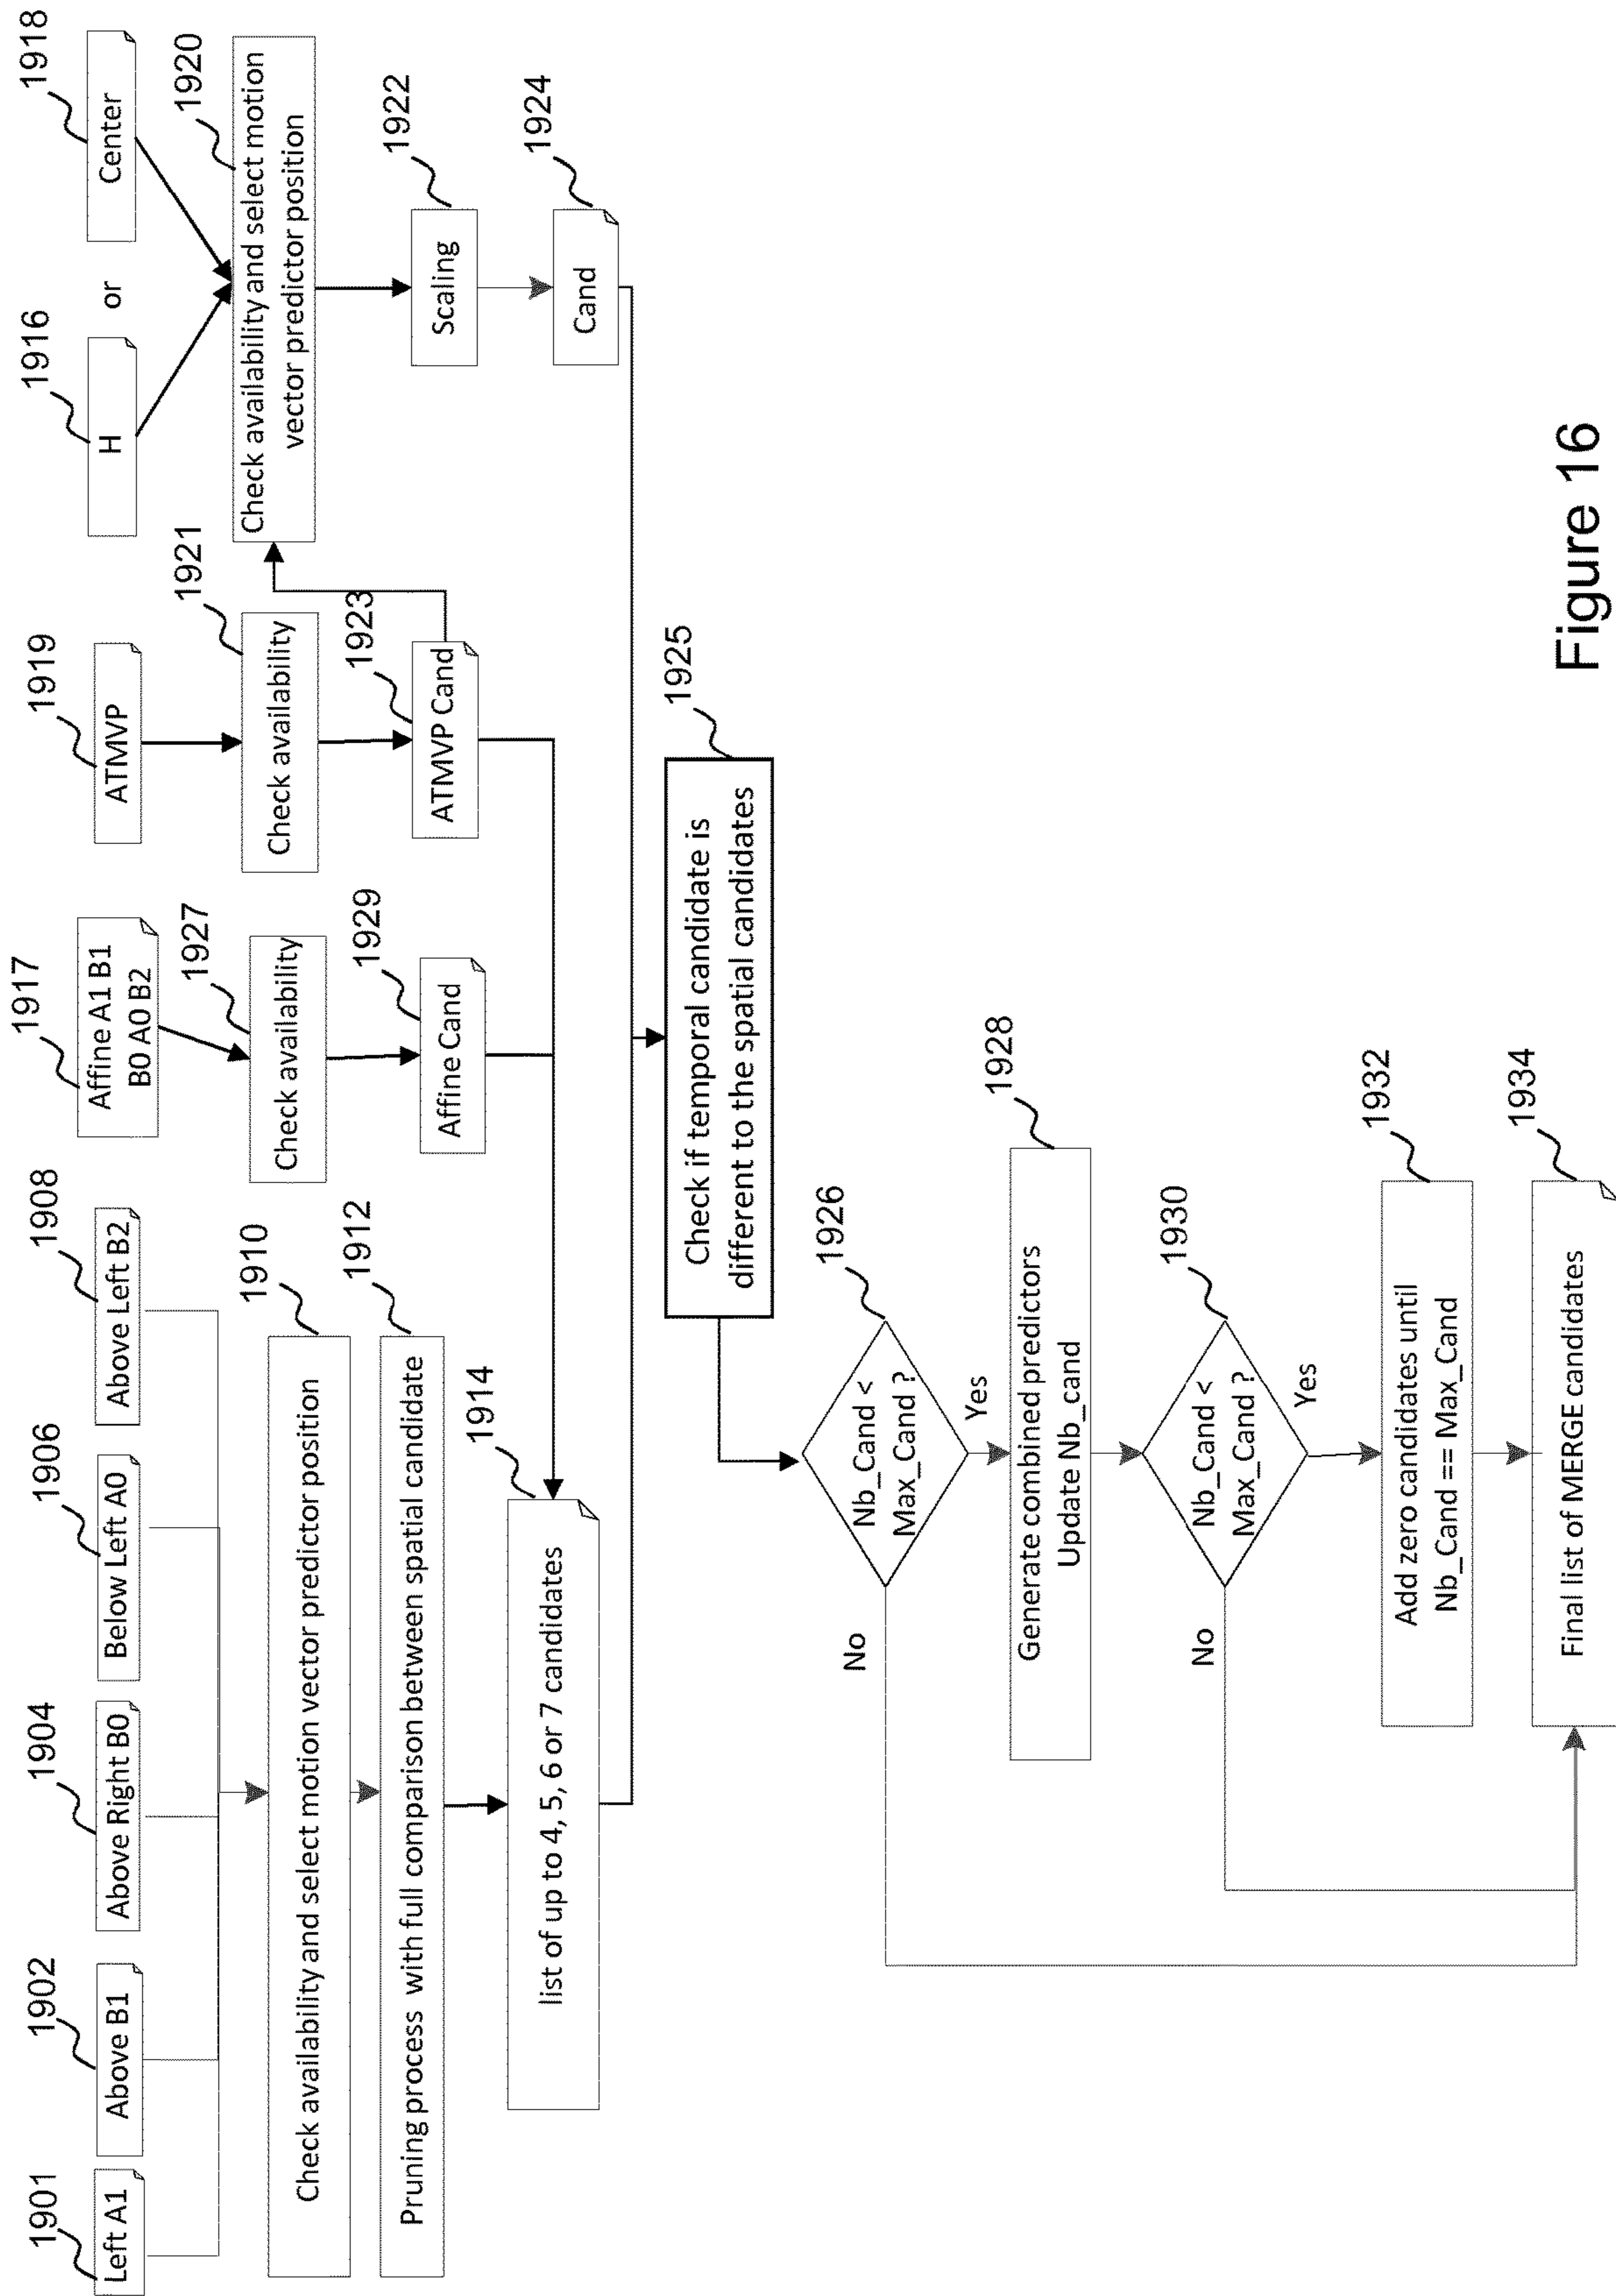 1901
Left A1
1902
Above B1
1904
Above Right B0
1906
Below Left A0
1908
Above Left B2
1917
Affine A1 B1
B0 A0 B2
1919
ATMVP
1916
H
or
1918
Center
1910
Check availability and select motion vector predictor position
1927
Check availability
1921
Check availability
1920
Check availability and select motion
vector predictor position
1912
Pruning process with full comparison between spatial candidate
1929
Affine Cand
1923
ATMVP Cand
1922
Scaling
1914
list of up to 4, 5, 6 or 7 candidates
1924
Cand
1925
Check if temporal candidate is
different to the spatial candidates
1926
Nb_Cand <
Max_Cand ?
No
Yes
1928
Generate combined predictors
Update Nb_cand
1930
Nb_Cand <
Max_Cand ?
No
Yes
1932
Add zero candidates until
Nb_Cand == Max_Cand
1934
Final list of MERGE candidates
Figure 16